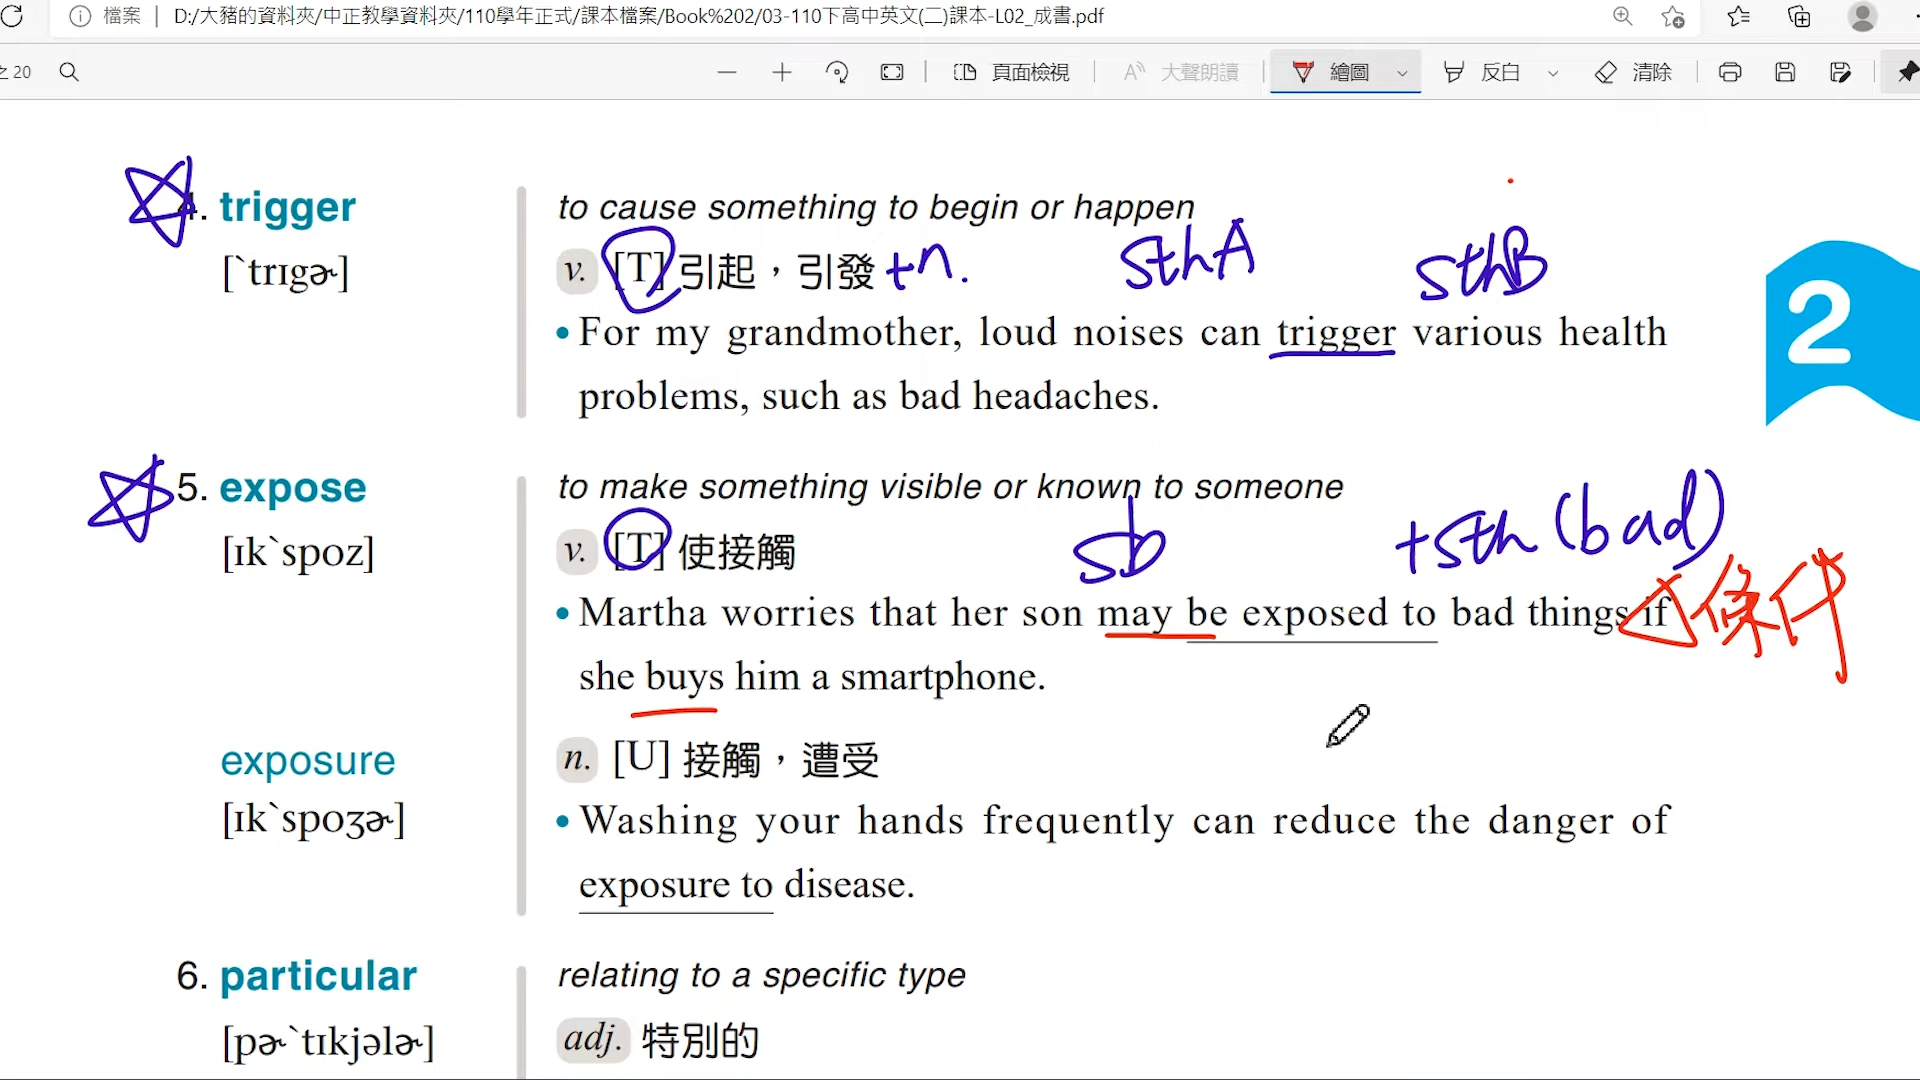 檔案 | D:/大豬的資料夾/中正教學資料夾/110學年正式/課本檔案/Book%202/03-110下高中英文(二)課本-L02_成書.pdf
之 20 頁面檢視 大聲朗讀 繪圖 反白 清除
4. trigger
[ˋtrɪgɚ]
to cause something to begin or happen
v. [T] 引起，引發 +n. sth A sth B
• For my grandmother, loud noises can trigger various health
problems, such as bad headaches.
2
5. expose
[ɪkˋspoz]
to make something visible or known to someone
v. [T] 使接觸 sb + sth (bad)
• Martha worries that her son may be exposed to bad things if
條件
she buys him a smartphone.
exposure
[ɪkˋspoʒɚ]
n. [U] 接觸，遭受
• Washing your hands frequently can reduce the danger of
exposure to disease.
6. particular
[pɚˋtɪkjəlɚ]
relating to a specific type
adj. 特別的